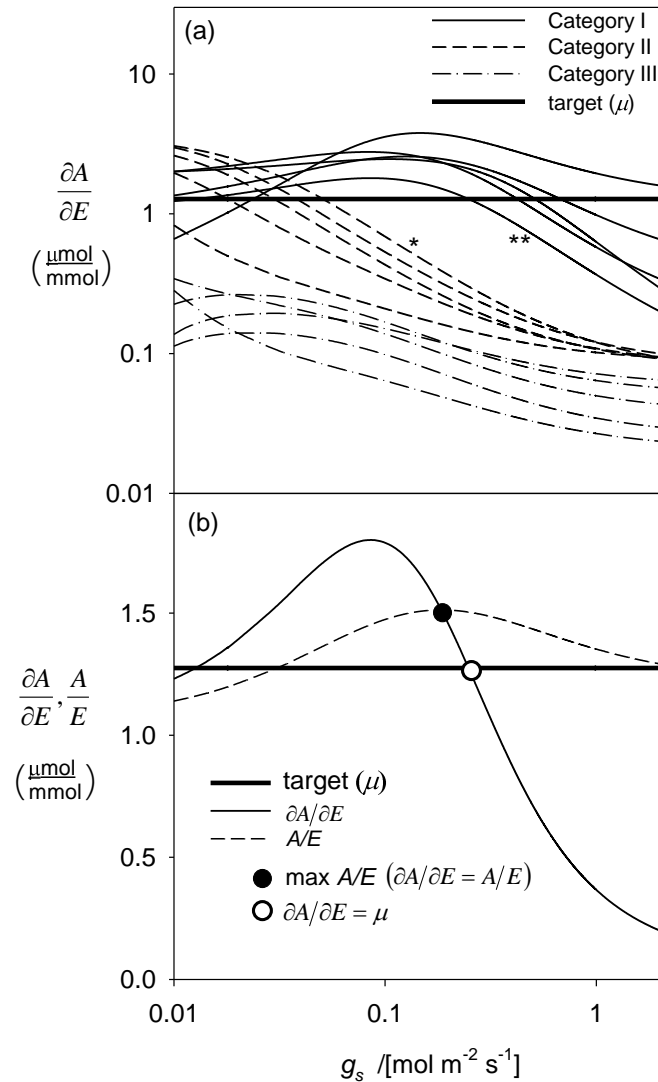 (a)
Category I
Category II
Category III
target (μ)
10
1
0.1
0.01
∂A
∂E
(μmol
mmol)
*
**
(b)
1.5
1.0
0.5
0.0
∂A/∂E, A/E
(μmol
mmol)
target (μ)
∂A/∂E
A/E
max A/E (∂A/∂E = A/E)
∂A/∂E = μ
0.01
0.1
1
g_s /[mol m⁻² s⁻¹]